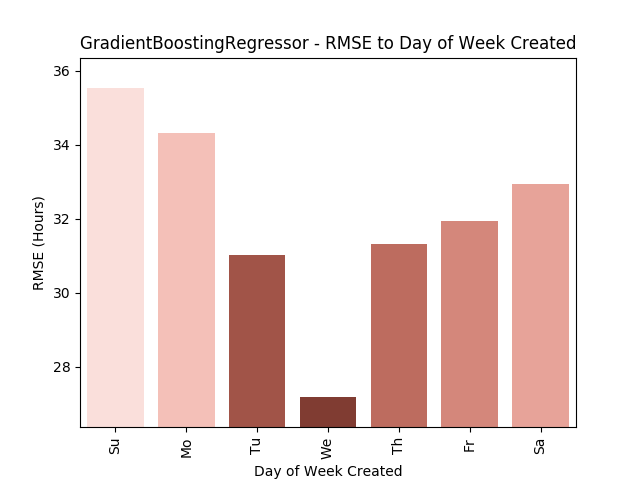 GradientBoostingRegressor - RMSE to Day of Week Created
36
34
32
30
28
RMSE (Hours)
Su
Mo
Tu
We
Th
Fr
Sa
Day of Week Created